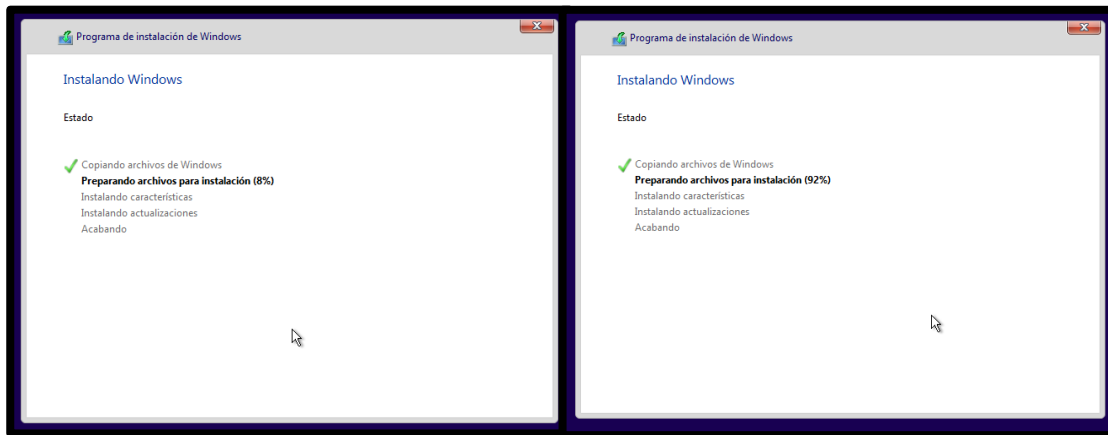 Programa de instalación de Windows
Instalando Windows
Estado
Copiando archivos de Windows
Preparando archivos para instalación (8%)
Instalando características
Instalando actualizaciones
Acabando
Programa de instalación de Windows
Instalando Windows
Estado
Copiando archivos de Windows
Preparando archivos para instalación (92%)
Instalando características
Instalando actualizaciones
Acabando